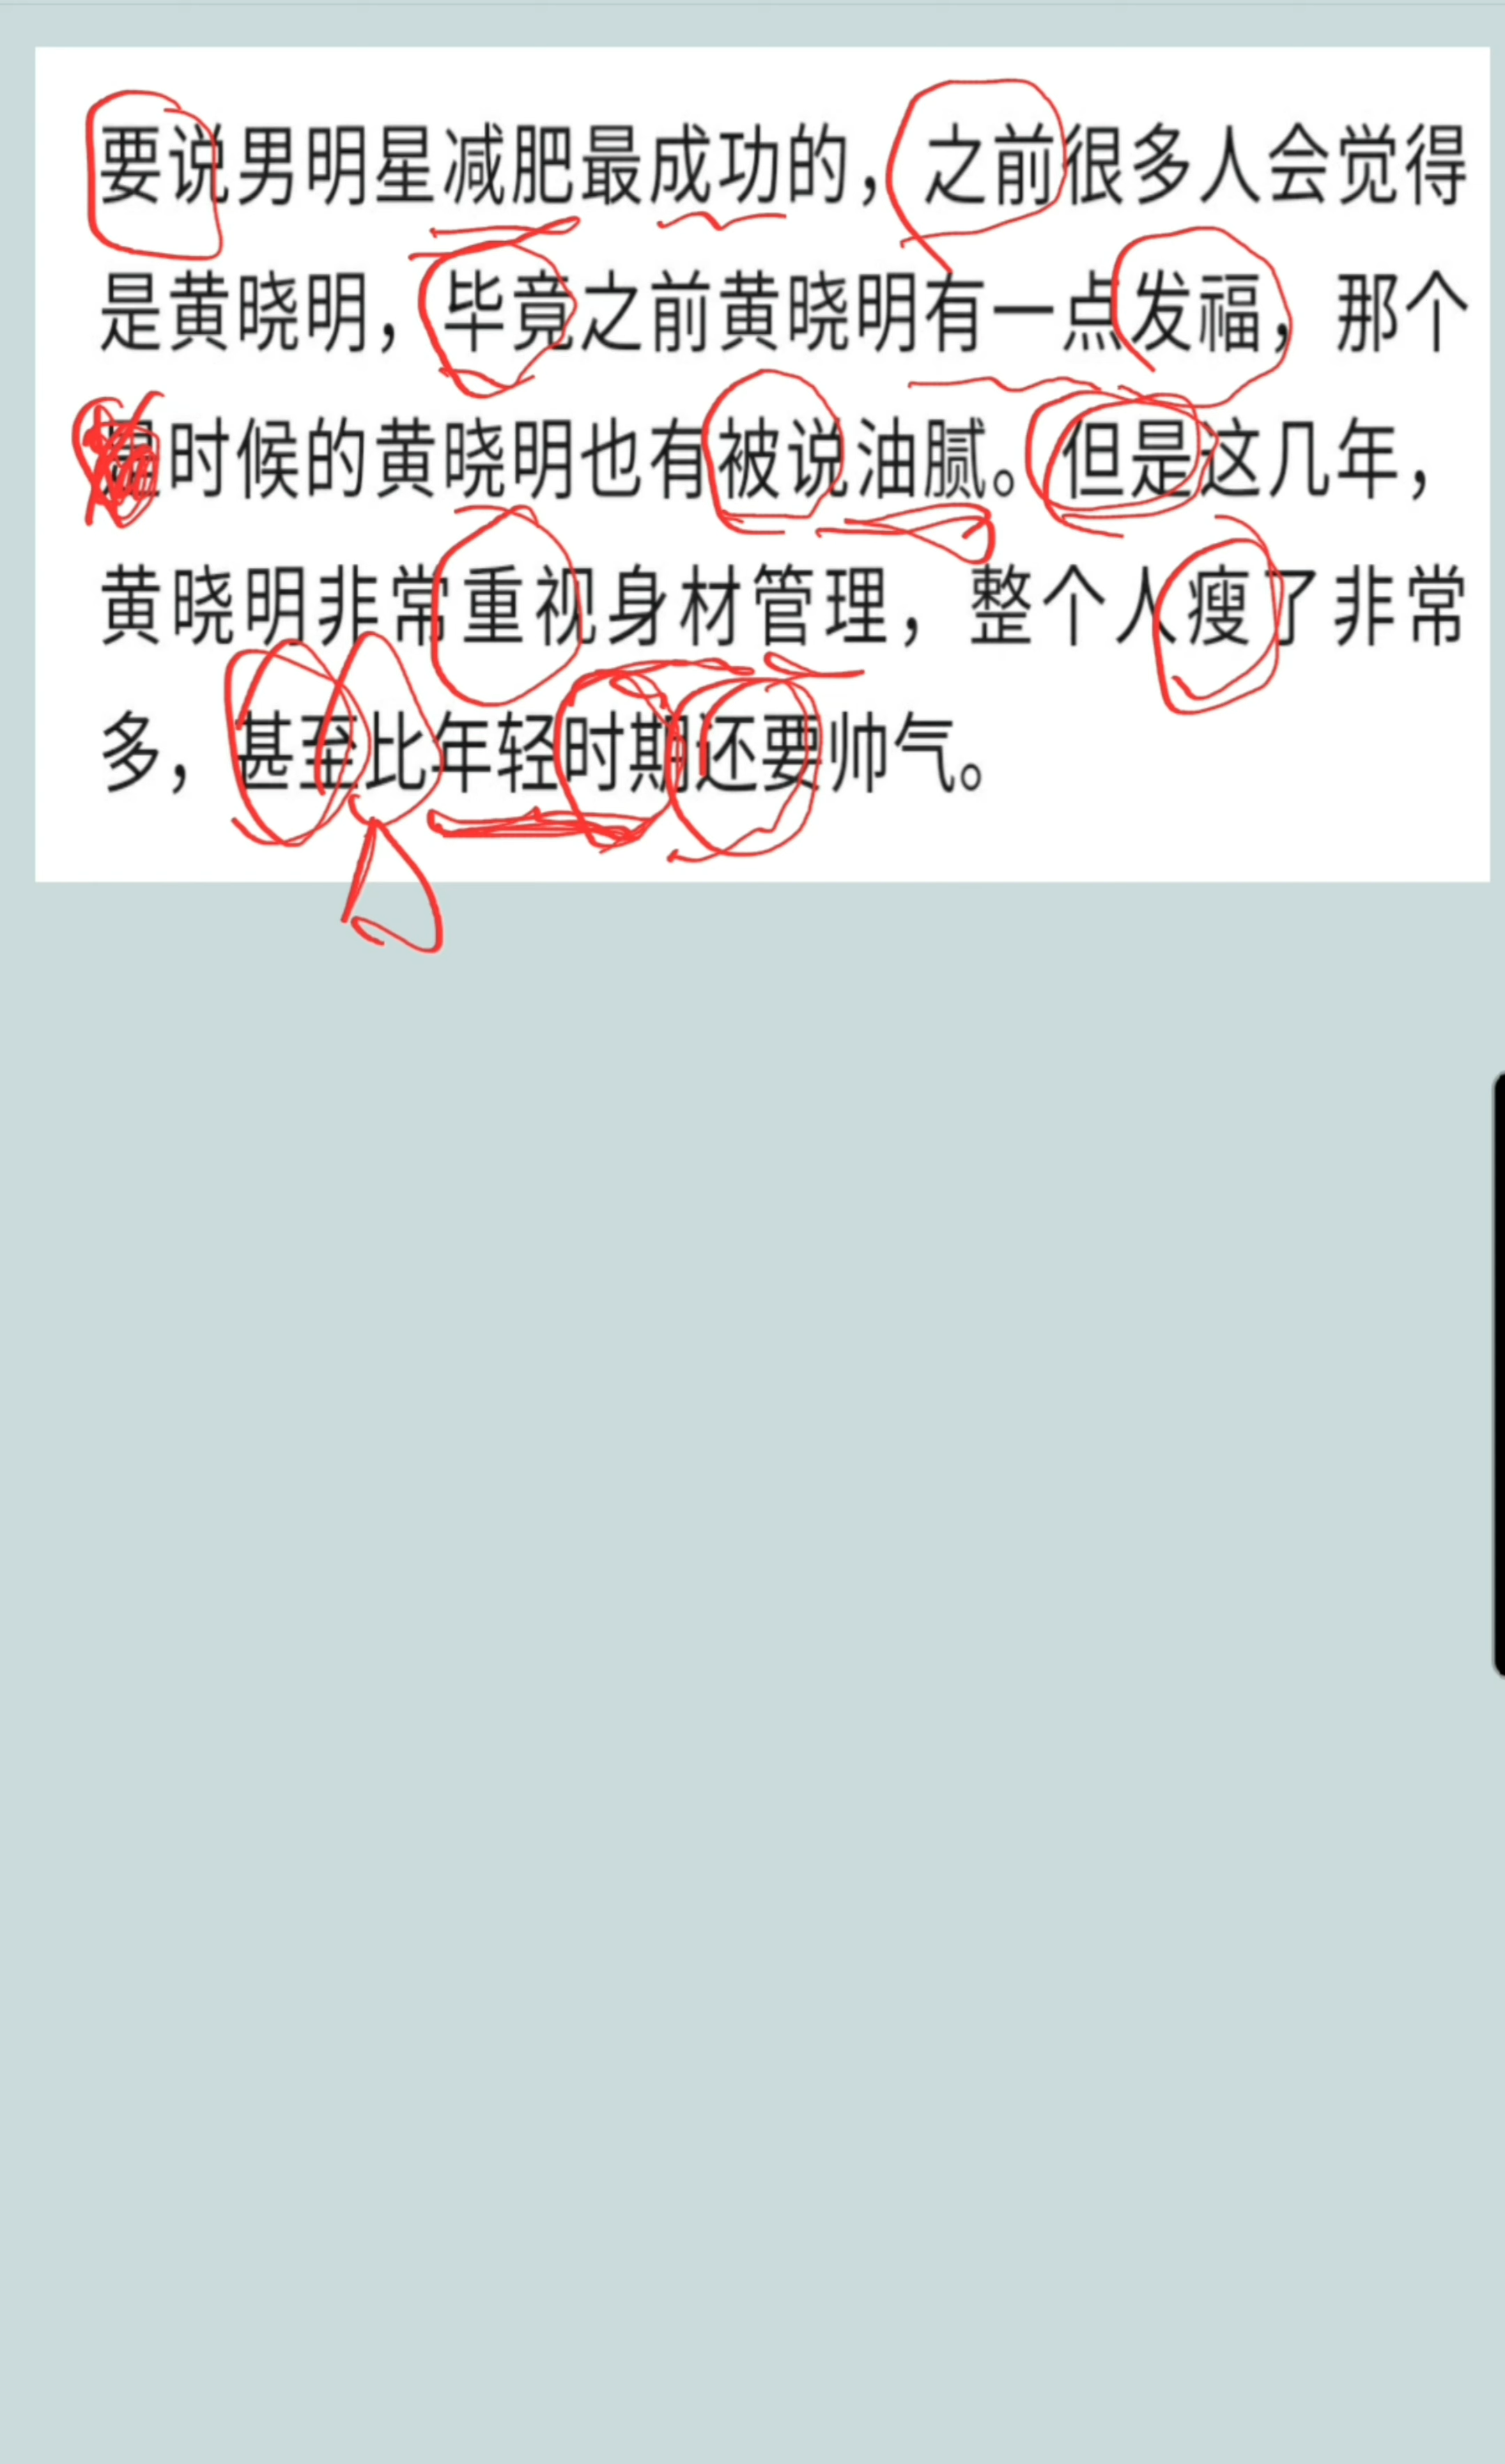 要说男明星减肥最成功的，之前很多人会觉得
是黄晓明，毕竟之前黄晓明有一点发福，那个
时候的黄晓明也有被说油腻。但是这几年，
黄晓明非常重视身材管理，整个人瘦了非常
多，甚至比年轻时期还要帅气。